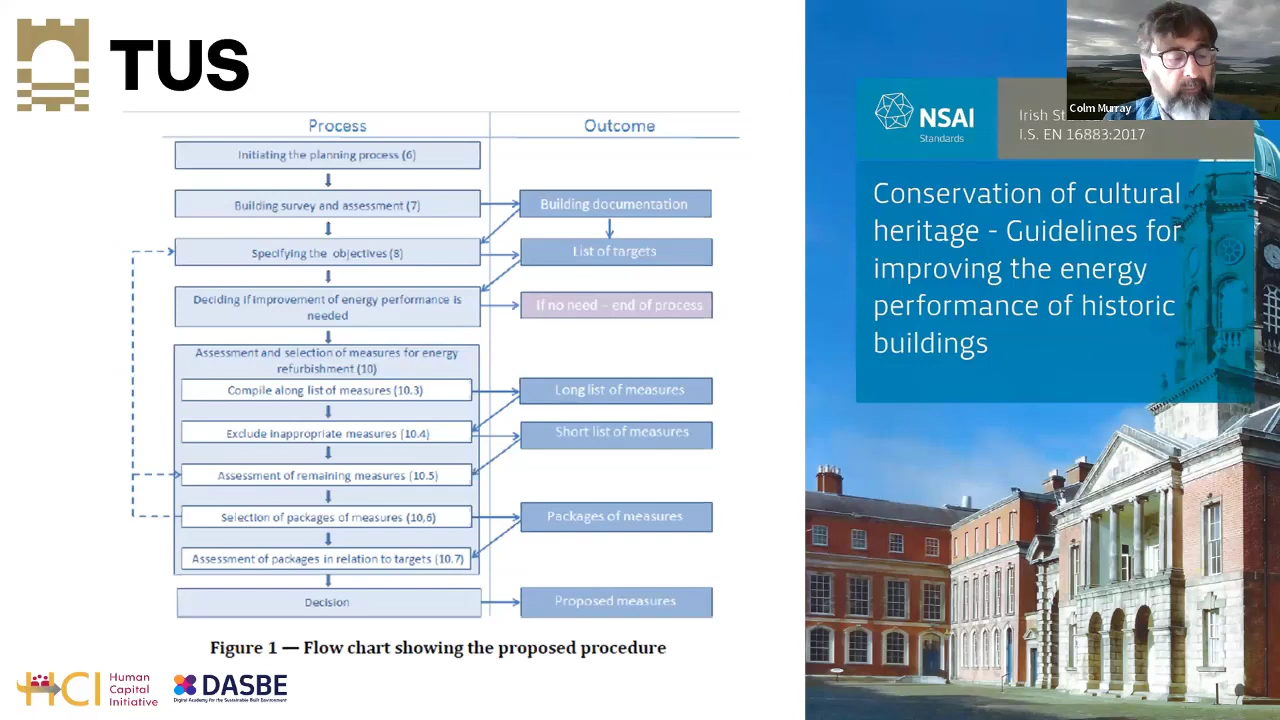 TUS
Process
Outcome
Initiating the planning process (6)
Building survey and assessment (7)
Building documentation
Specifying the objectives (8)
List of targets
Deciding if improvement of energy performance is
needed
If no need – end of process
Assessment and selection of measures for energy
refurbishment (10)
Compile along list of measures (10.3)
Long list of measures
Exclude inappropriate measures (10.4)
Short list of measures
Assessment of remaining measures (10.5)
Selection of packages of measures (10,6)
Packages of measures
Assessment of packages in relation to targets (10.7)
Decision
Proposed measures
Figure 1 — Flow chart showing the proposed procedure
HCI
Human
Capital
Initiative
DASBE
Digital Academy for the Sustainable Built Environment
NSAI
Standards
Irish St
I.S. EN 16883:2017
Colm Murray
Conservation of cultural
heritage - Guidelines for
improving the energy
performance of historic
buildings